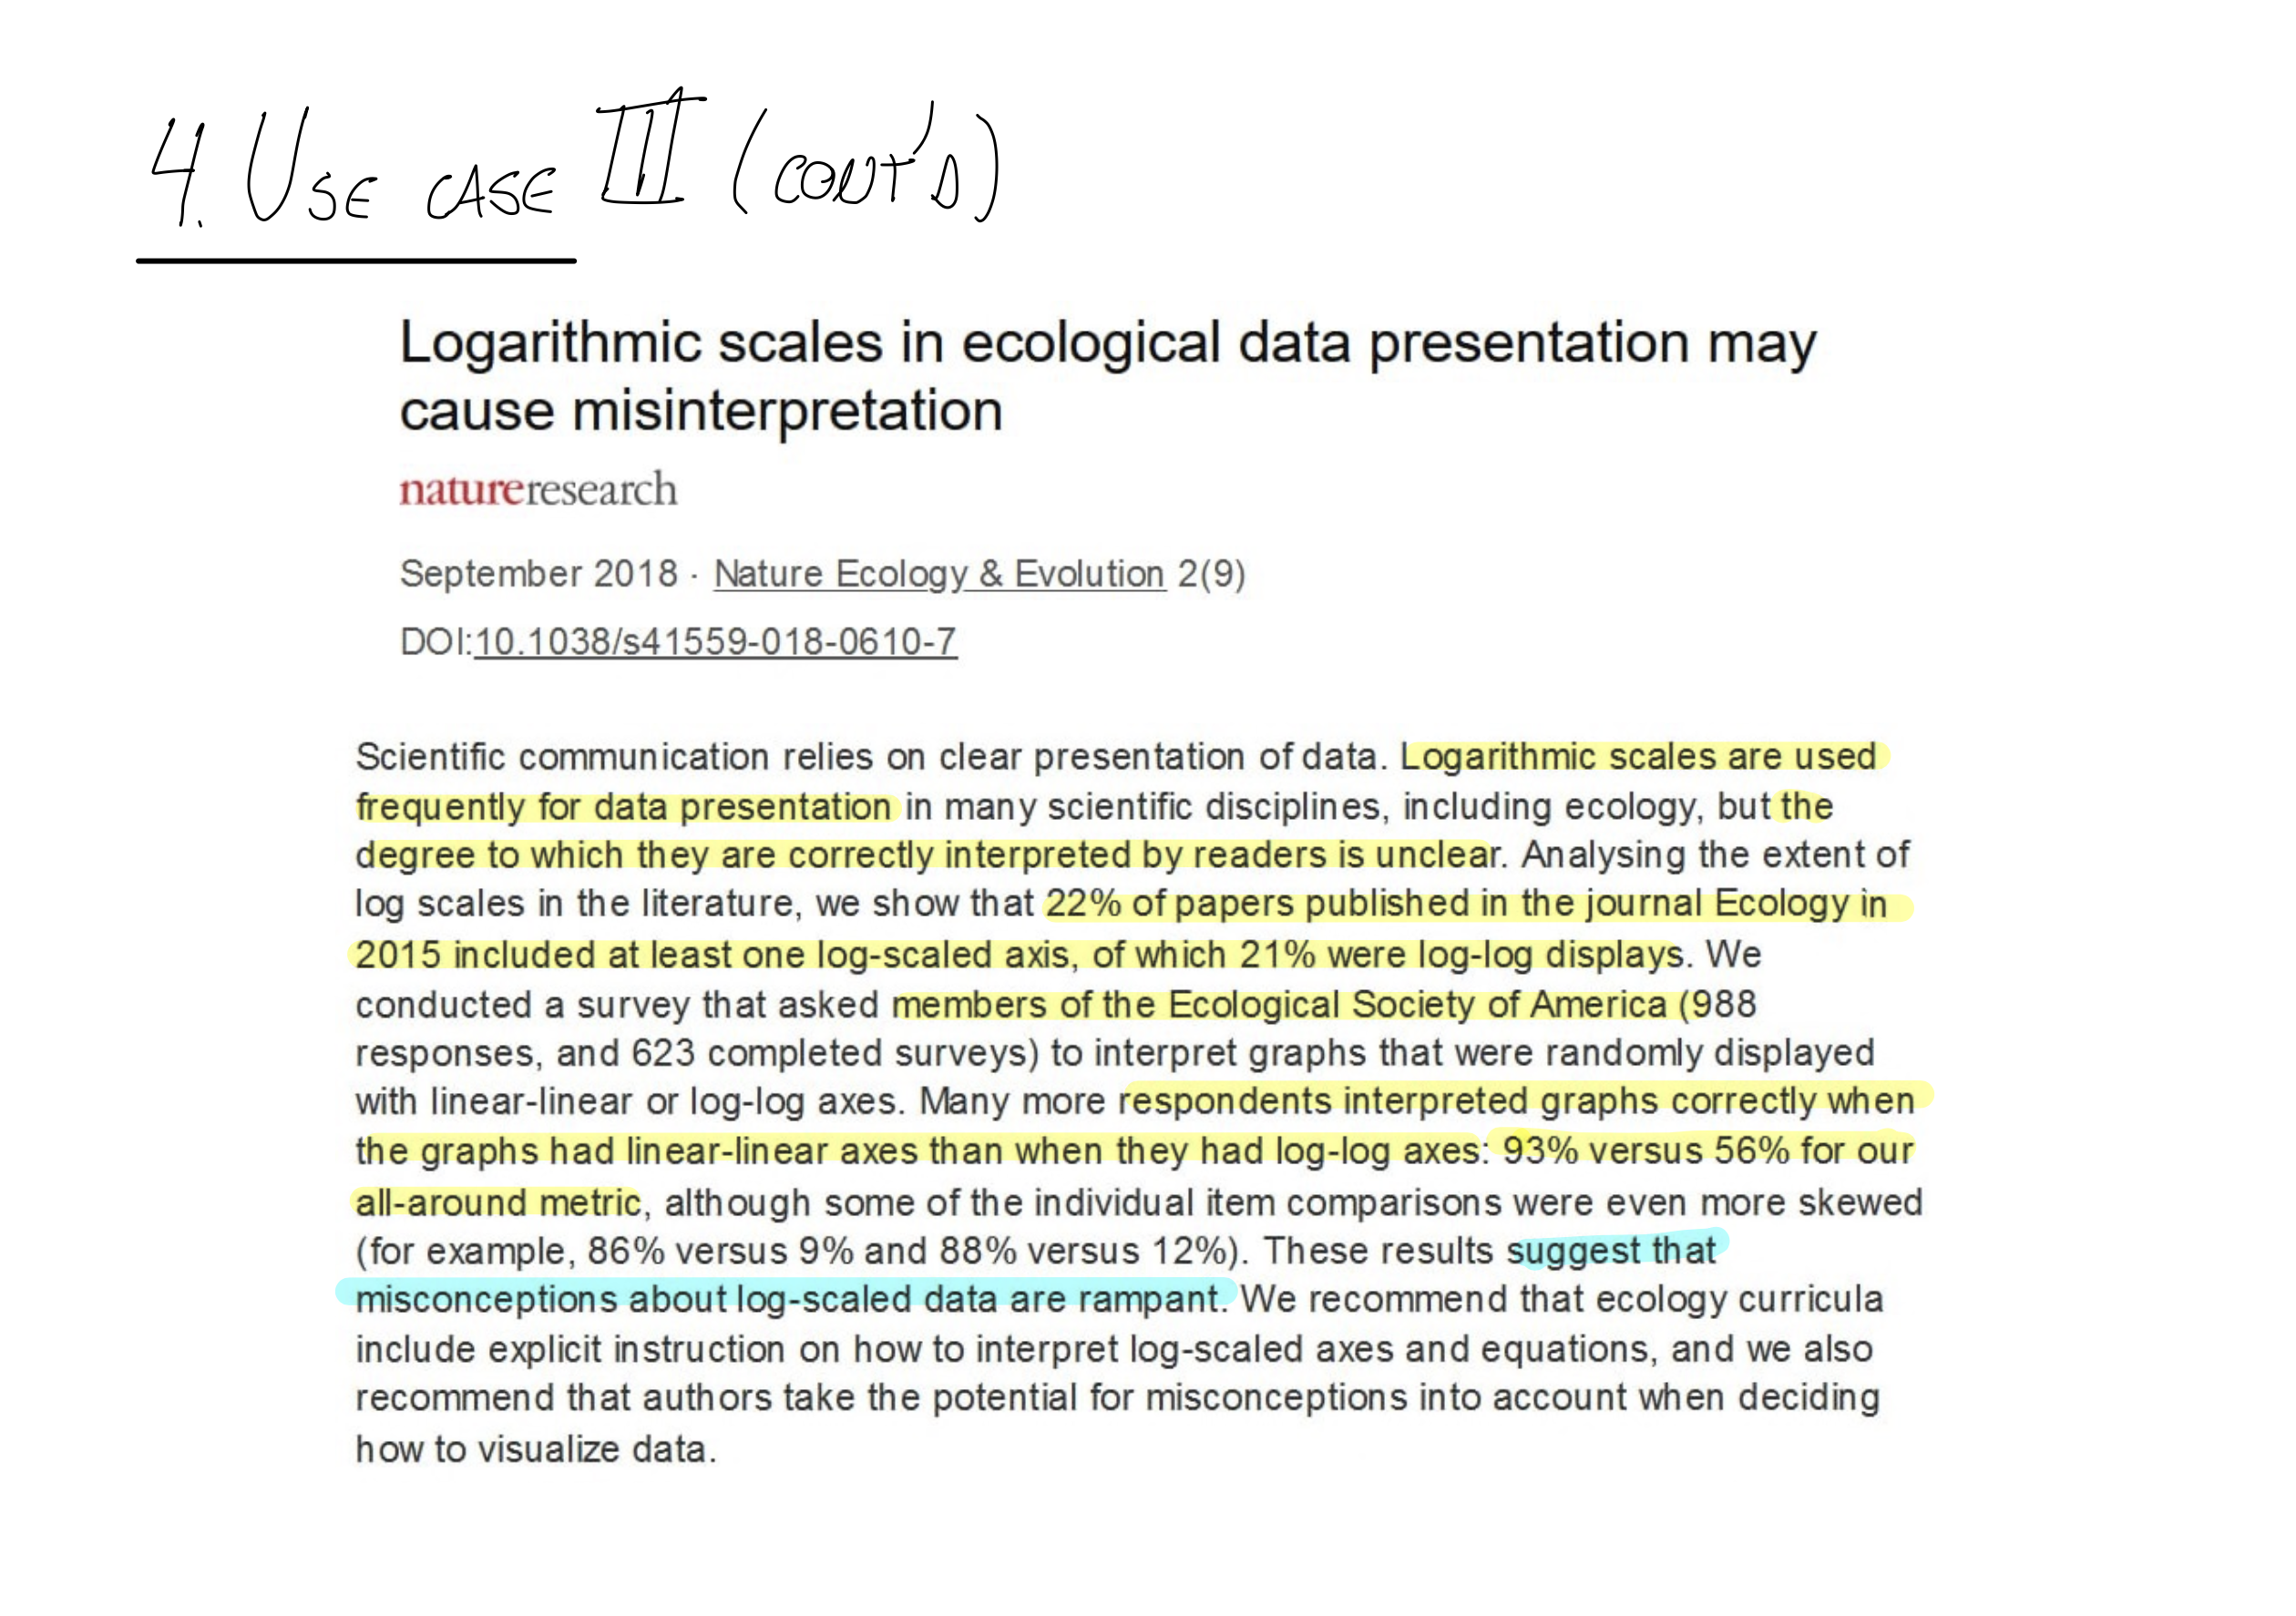 4. USE CASE III (CONT'D)
Logarithmic scales in ecological data presentation may
cause misinterpretation
natureresearch
September 2018 · Nature Ecology & Evolution 2(9)
DOI:10.1038/s41559-018-0610-7
Scientific communication relies on clear presentation of data. Logarithmic scales are used
frequently for data presentation in many scientific disciplines, including ecology, but the
degree to which they are correctly interpreted by readers is unclear. Analysing the extent of
log scales in the literature, we show that 22% of papers published in the journal Ecology in
2015 included at least one log-scaled axis, of which 21% were log-log displays. We
conducted a survey that asked members of the Ecological Society of America (988
responses, and 623 completed surveys) to interpret graphs that were randomly displayed
with linear-linear or log-log axes. Many more respondents interpreted graphs correctly when
the graphs had linear-linear axes than when they had log-log axes: 93% versus 56% for our
all-around metric, although some of the individual item comparisons were even more skewed
(for example, 86% versus 9% and 88% versus 12%). These results suggest that
misconceptions about log-scaled data are rampant. We recommend that ecology curricula
include explicit instruction on how to interpret log-scaled axes and equations, and we also
recommend that authors take the potential for misconceptions into account when deciding
how to visualize data.